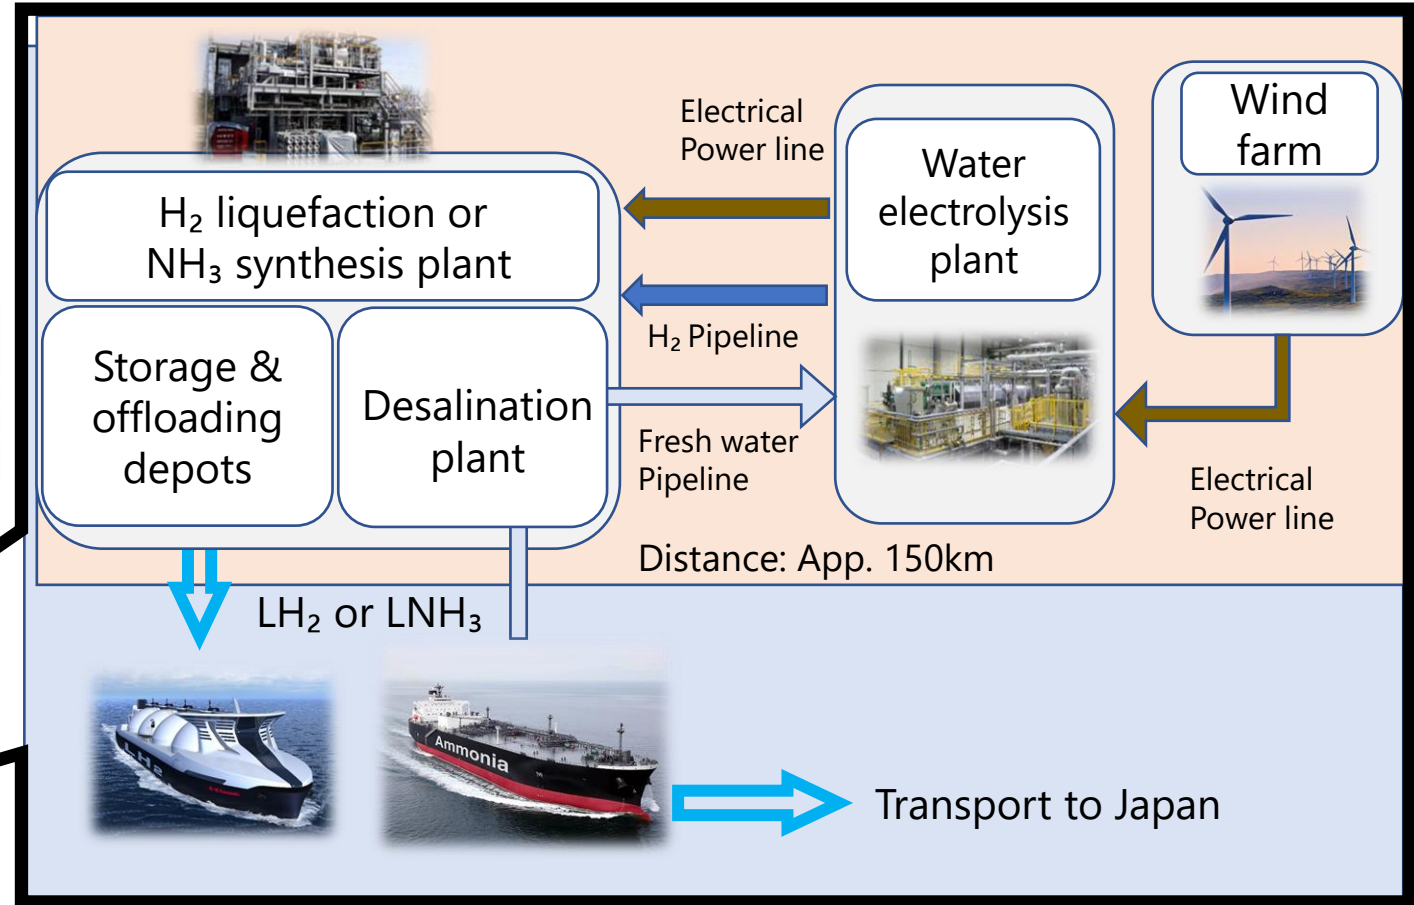 Electrical
Power line
Wind
farm
Water
electrolysis
plant
H₂ liquefaction or
NH₃ synthesis plant
H₂ Pipeline
Storage &
offloading
depots
Desalination
plant
Fresh water
Pipeline
Electrical
Power line
Distance: App. 150km
LH₂ or LNH₃
LH2
Ammonia
Transport to Japan